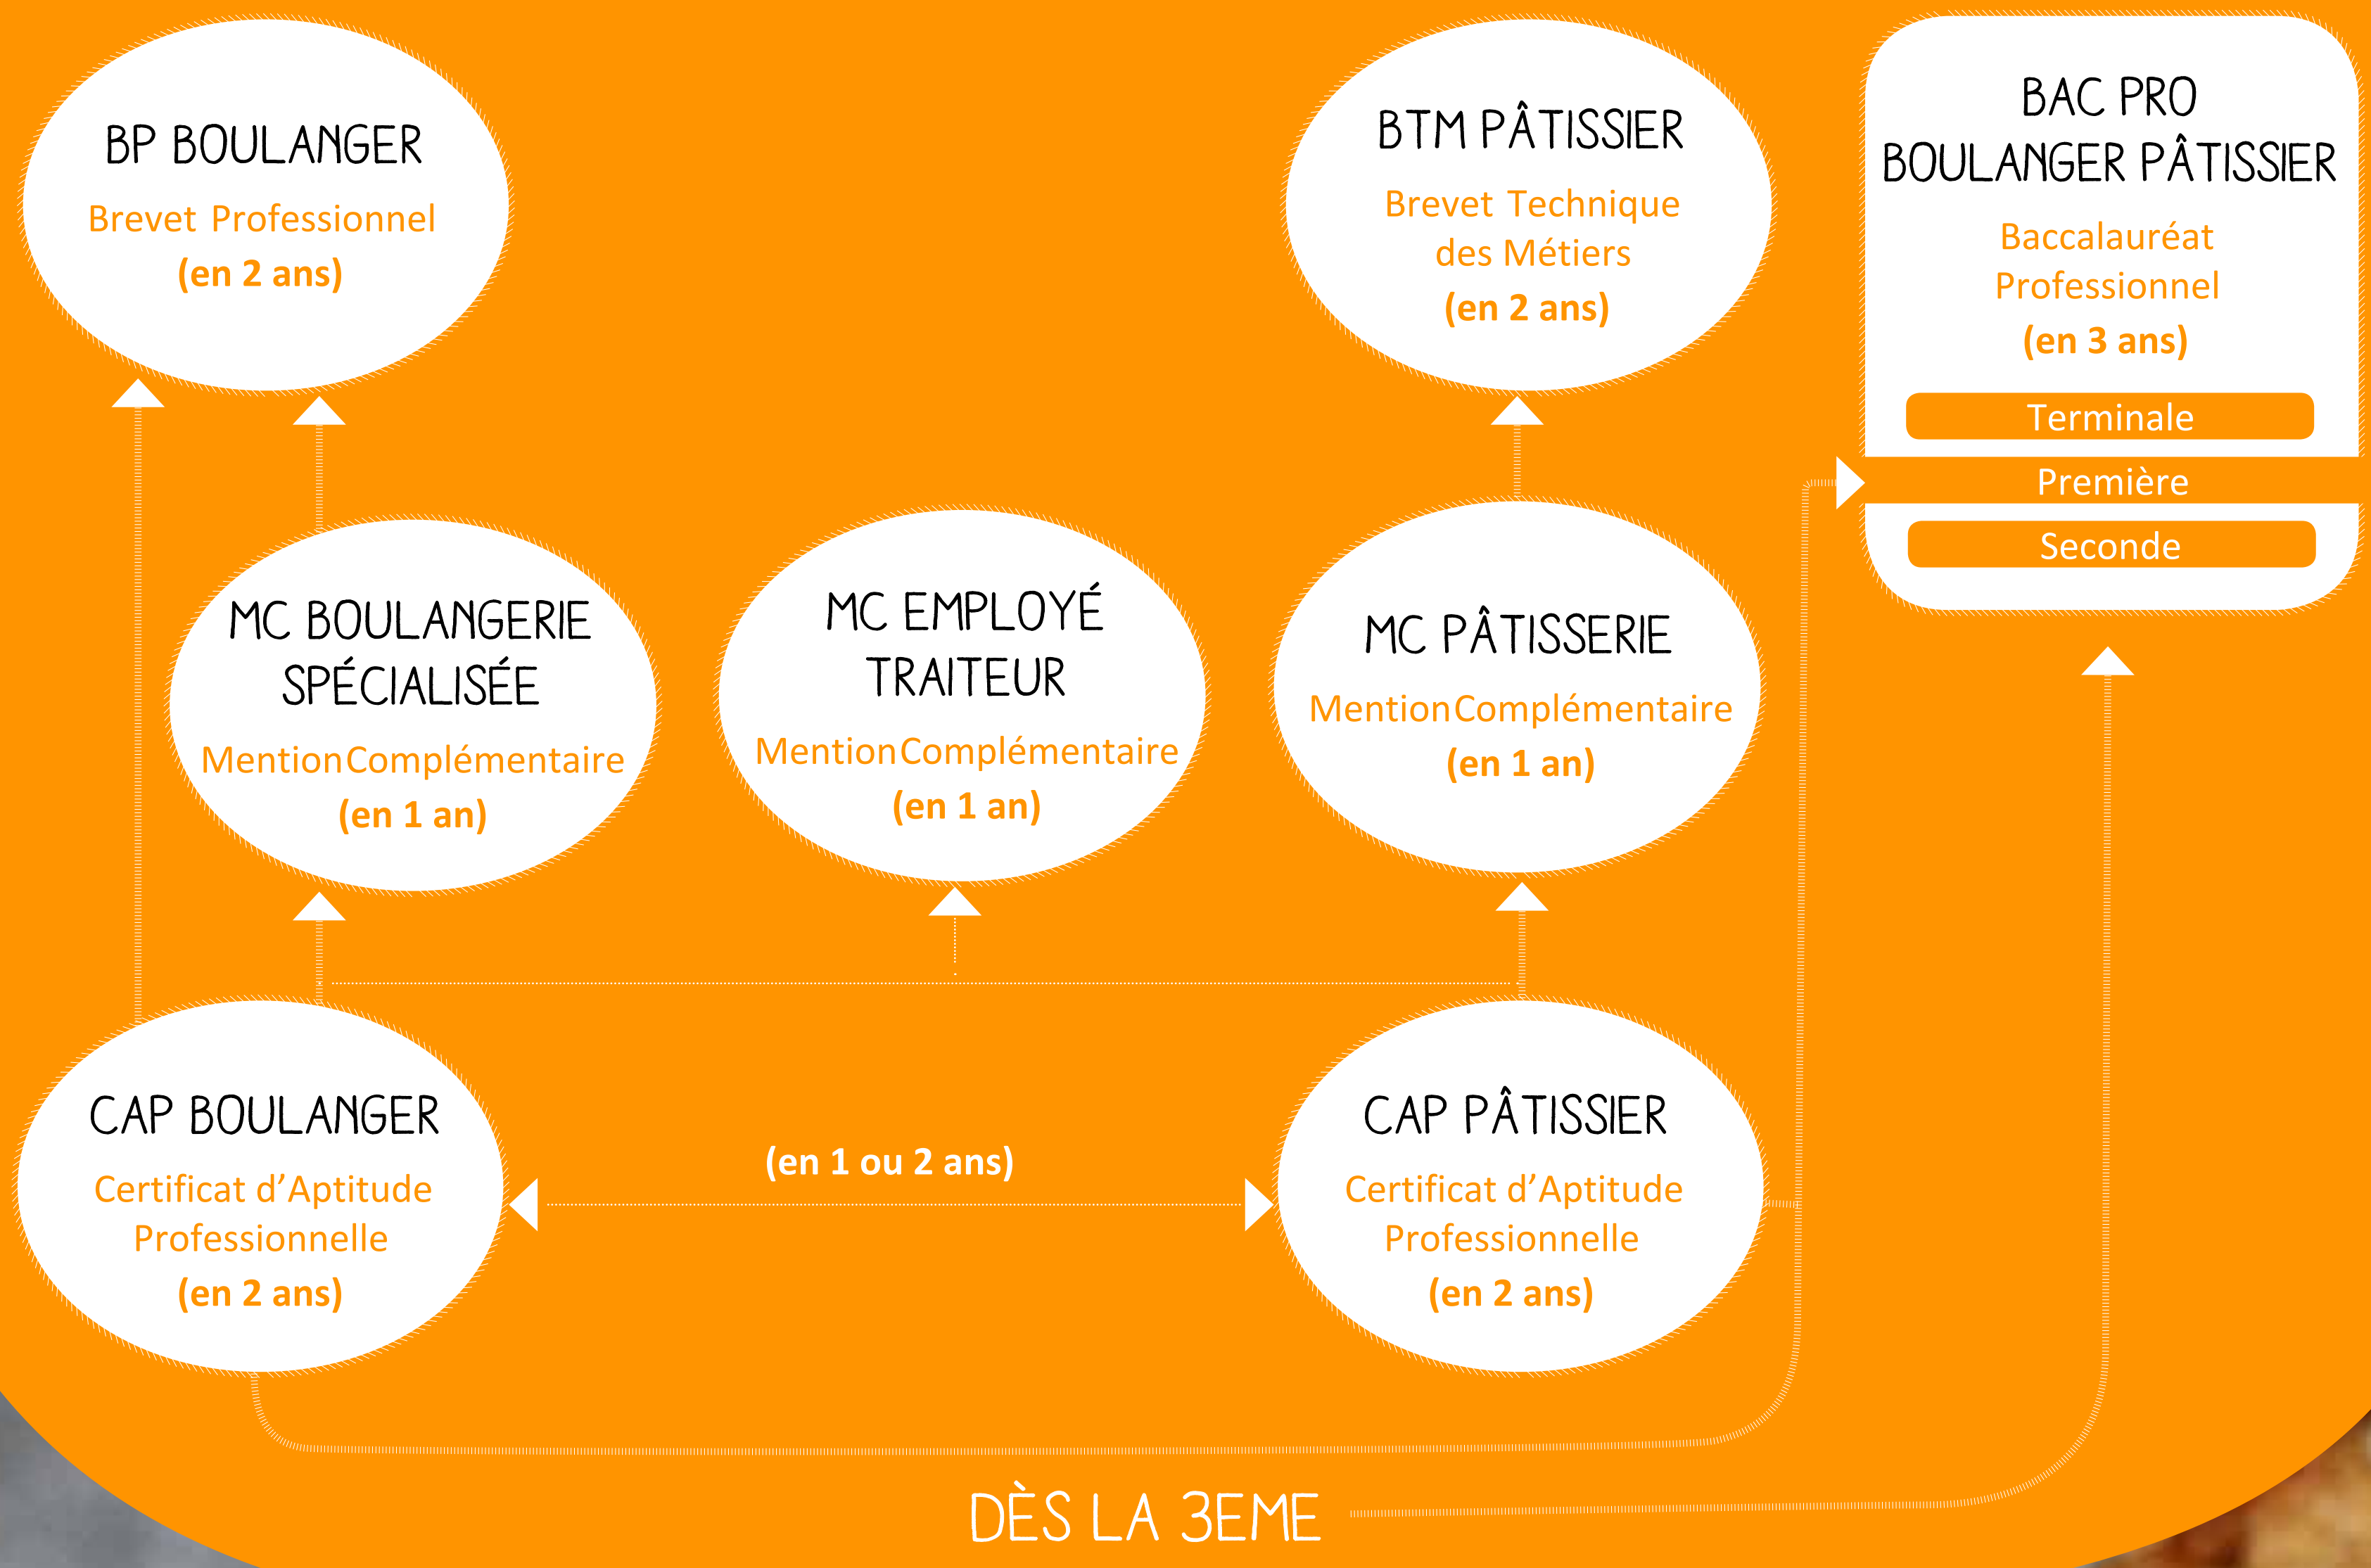 BP BOULANGER
Brevet Professionnel
(en 2 ans)
BTM PÂTISSIER
Brevet Technique
des Métiers
(en 2 ans)
BAC PRO
BOULANGER PÂTISSIER
Baccalauréat
Professionnel
(en 3 ans)
Terminale
Première
Seconde
MC BOULANGERIE
SPÉCIALISÉE
Mention Complémentaire
(en 1 an)
MC EMPLOYÉ
TRAITEUR
Mention Complémentaire
(en 1 an)
MC PÂTISSERIE
Mention Complémentaire
(en 1 an)
CAP BOULANGER
Certificat d’Aptitude
Professionnelle
(en 2 ans)
(en 1 ou 2 ans)
CAP PÂTISSIER
Certificat d’Aptitude
Professionnelle
(en 2 ans)
DÈS LA 3EME